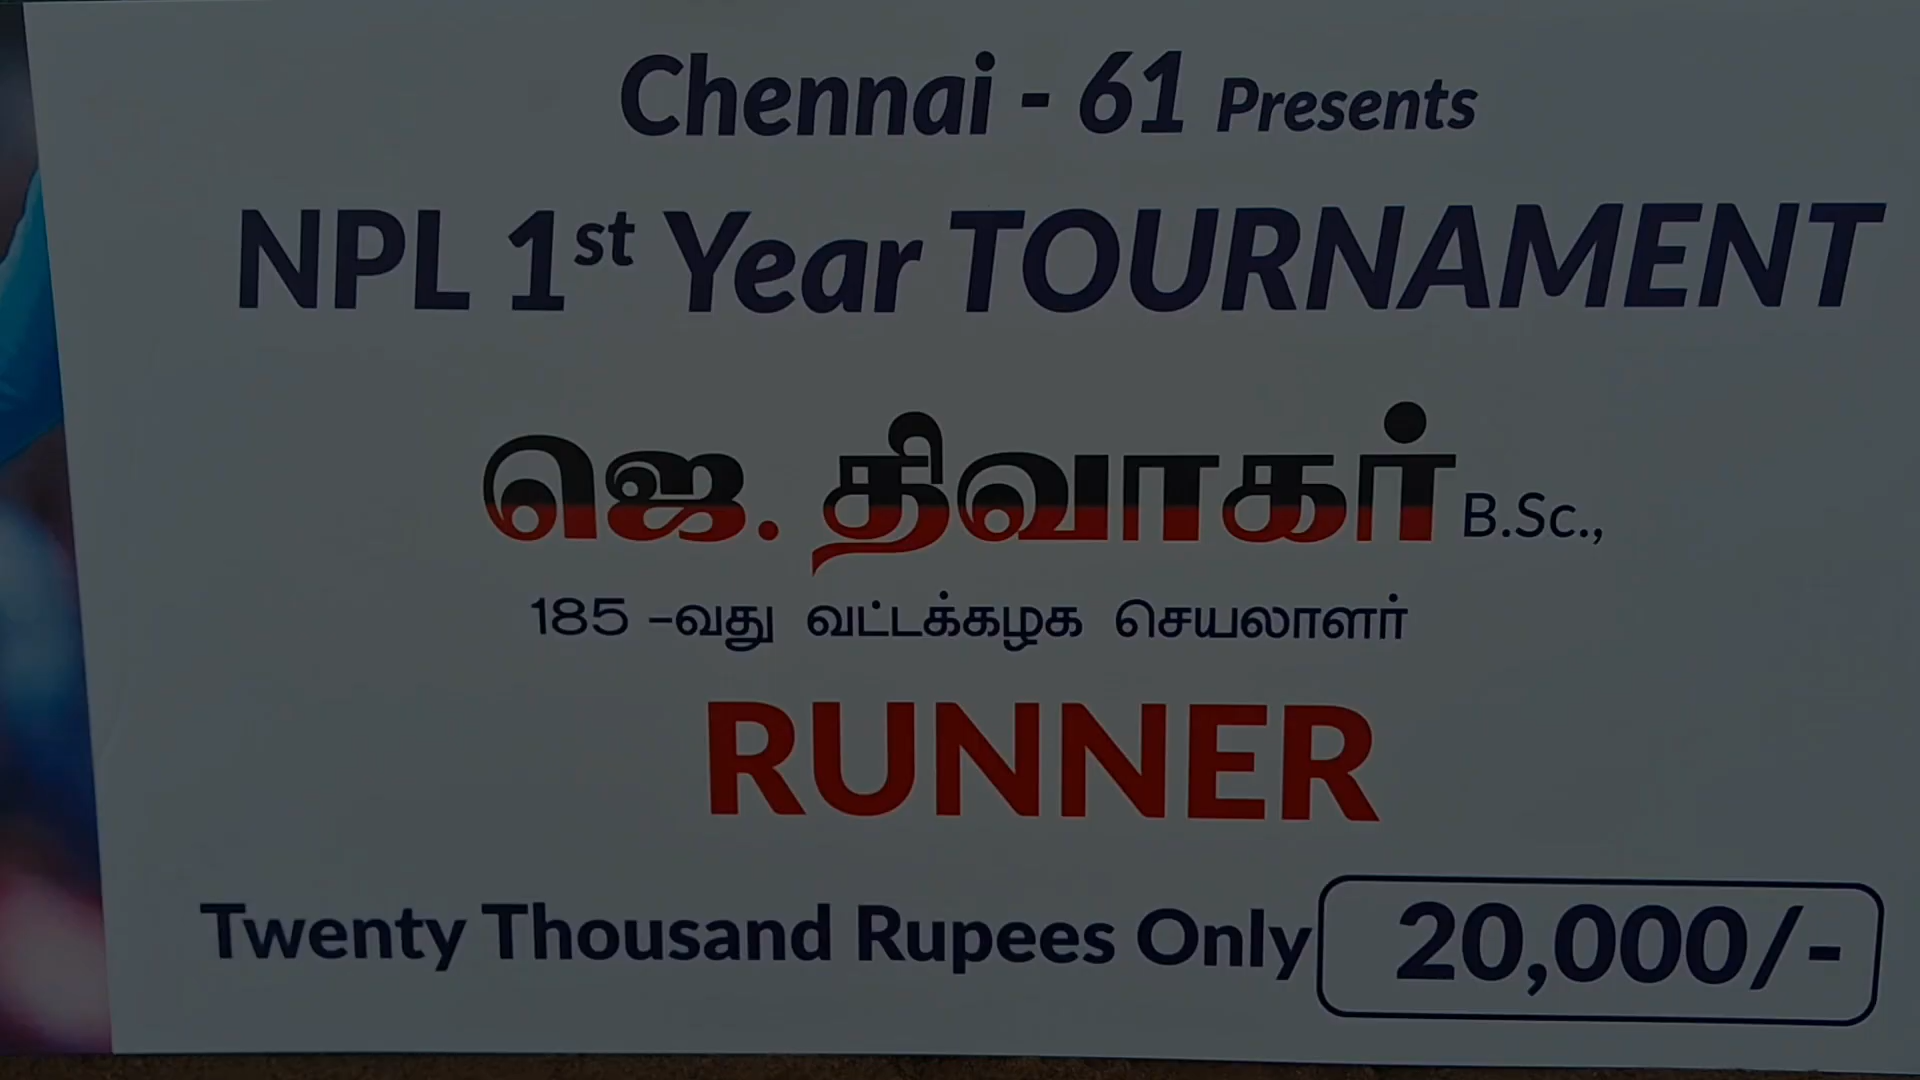 Chennai - 61 Presents
NPL 1st Year TOURNAMENT
ஜெ. திவாகர் B.Sc.,
185 -வது வட்டக்கழக செயலாளர்
RUNNER
Twenty Thousand Rupees Only 20,000/-